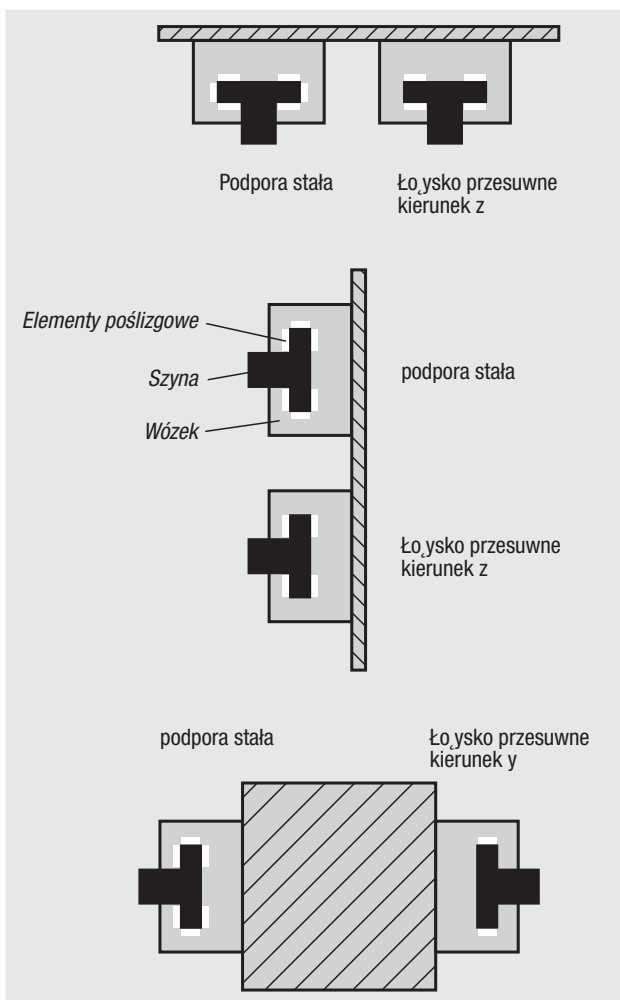 Podpora stała
Ło¸ysko przesuwne
kierunek z
Elementy poślizgowe
Szyna
Wózek
podpora stała
Ło¸ysko przesuwne
kierunek z
podpora stała
Ło¸ysko przesuwne
kierunek y